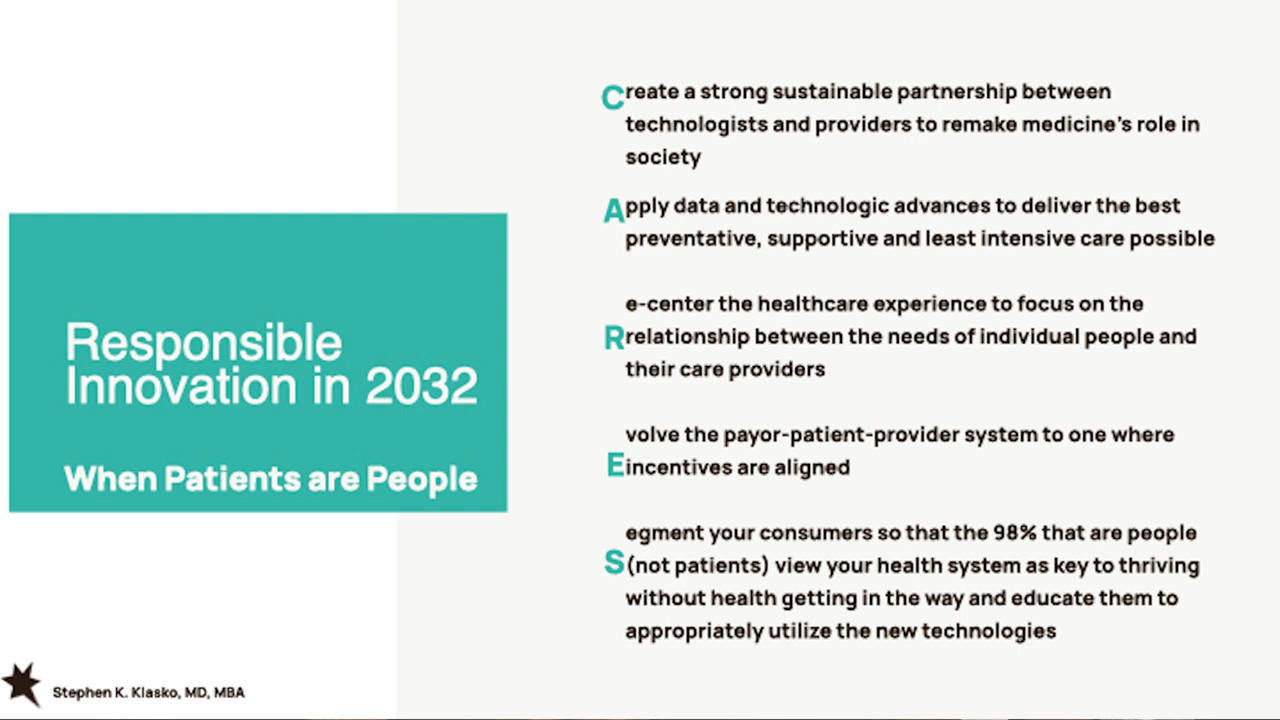 Responsible
Innovation in 2032
When Patients are People
Stephen K. Klasko, MD, MBA
Create a strong sustainable partnership between
technologists and providers to remake medicine's role in
society
Apply data and technologic advances to deliver the best
preventative, supportive and least intensive care possible
Re-center the healthcare experience to focus on the
relationship between the needs of individual people and
their care providers
Evolve the payor-patient-provider system to one where
incentives are aligned
Segment your consumers so that the 98% that are people
(not patients) view your health system as key to thriving
without health getting in the way and educate them to
appropriately utilize the new technologies